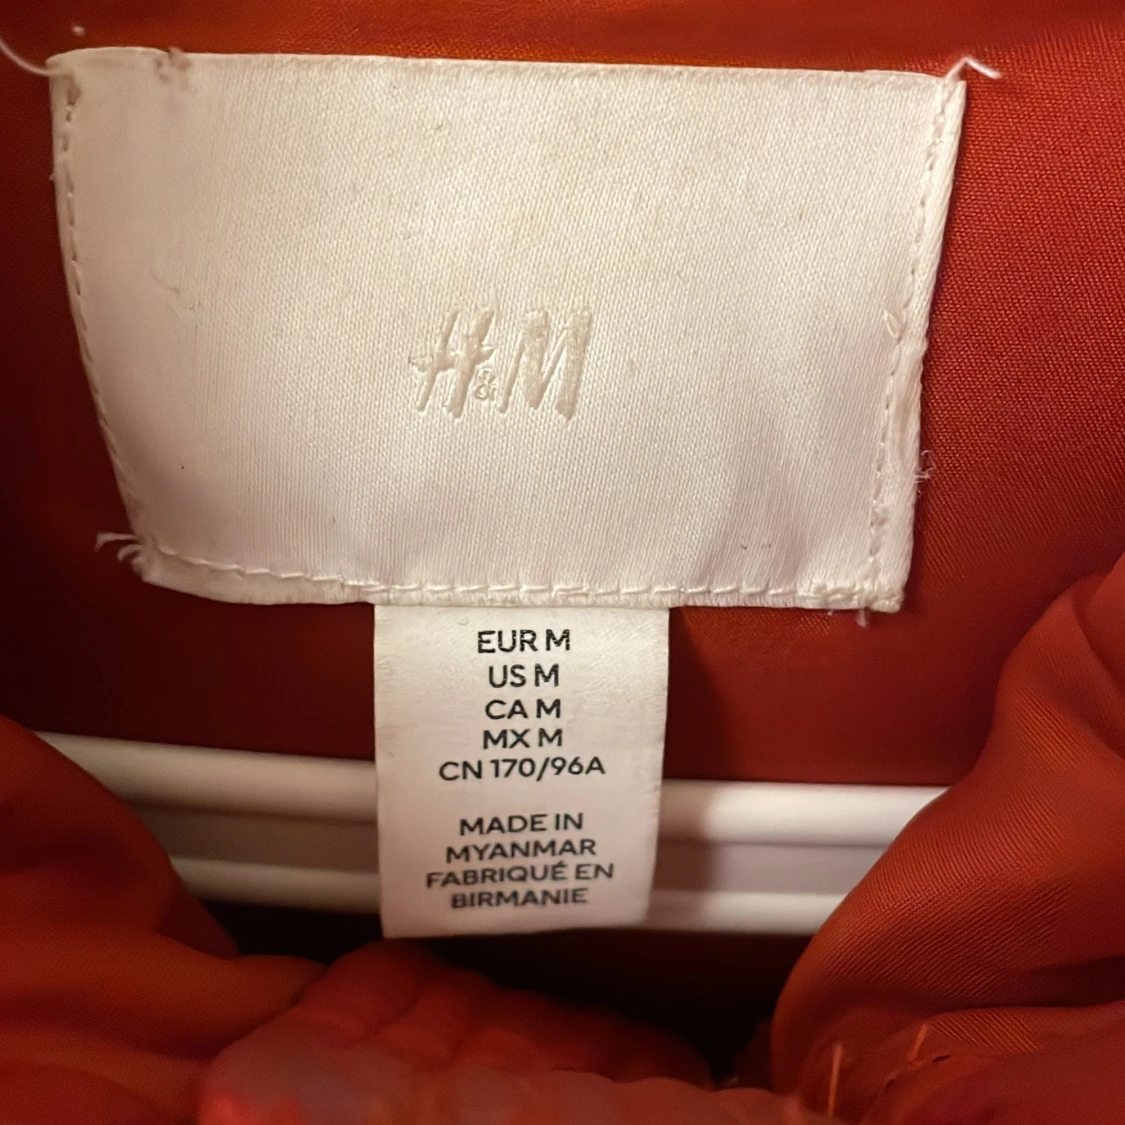 H&M
EUR M
US M
CA M
MX M
CN 170/96A
MADE IN
MYANMAR
FABRIQUÉ EN
BIRMANIE